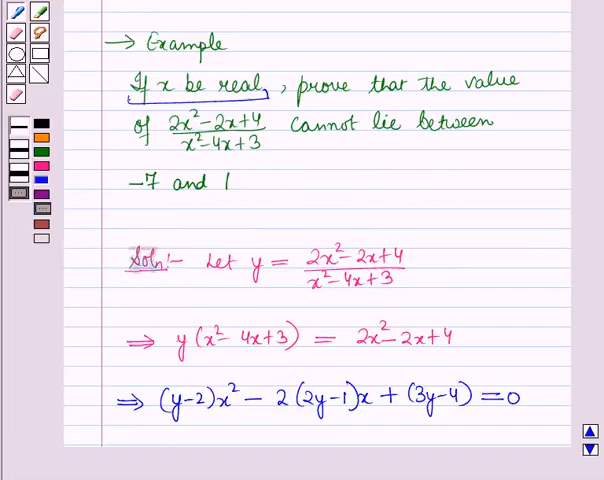 → Example
If x be real, prove that the value
of (2x² - 2x + 4)/(x² - 4x + 3) cannot lie between
-7 and 1
Soln:- Let y = (2x² - 2x + 4)/(x² - 4x + 3)
⇒ y(x² - 4x + 3) = 2x² - 2x + 4
⇒ (y-2)x² - 2(2y-1)x + (3y-4) = 0